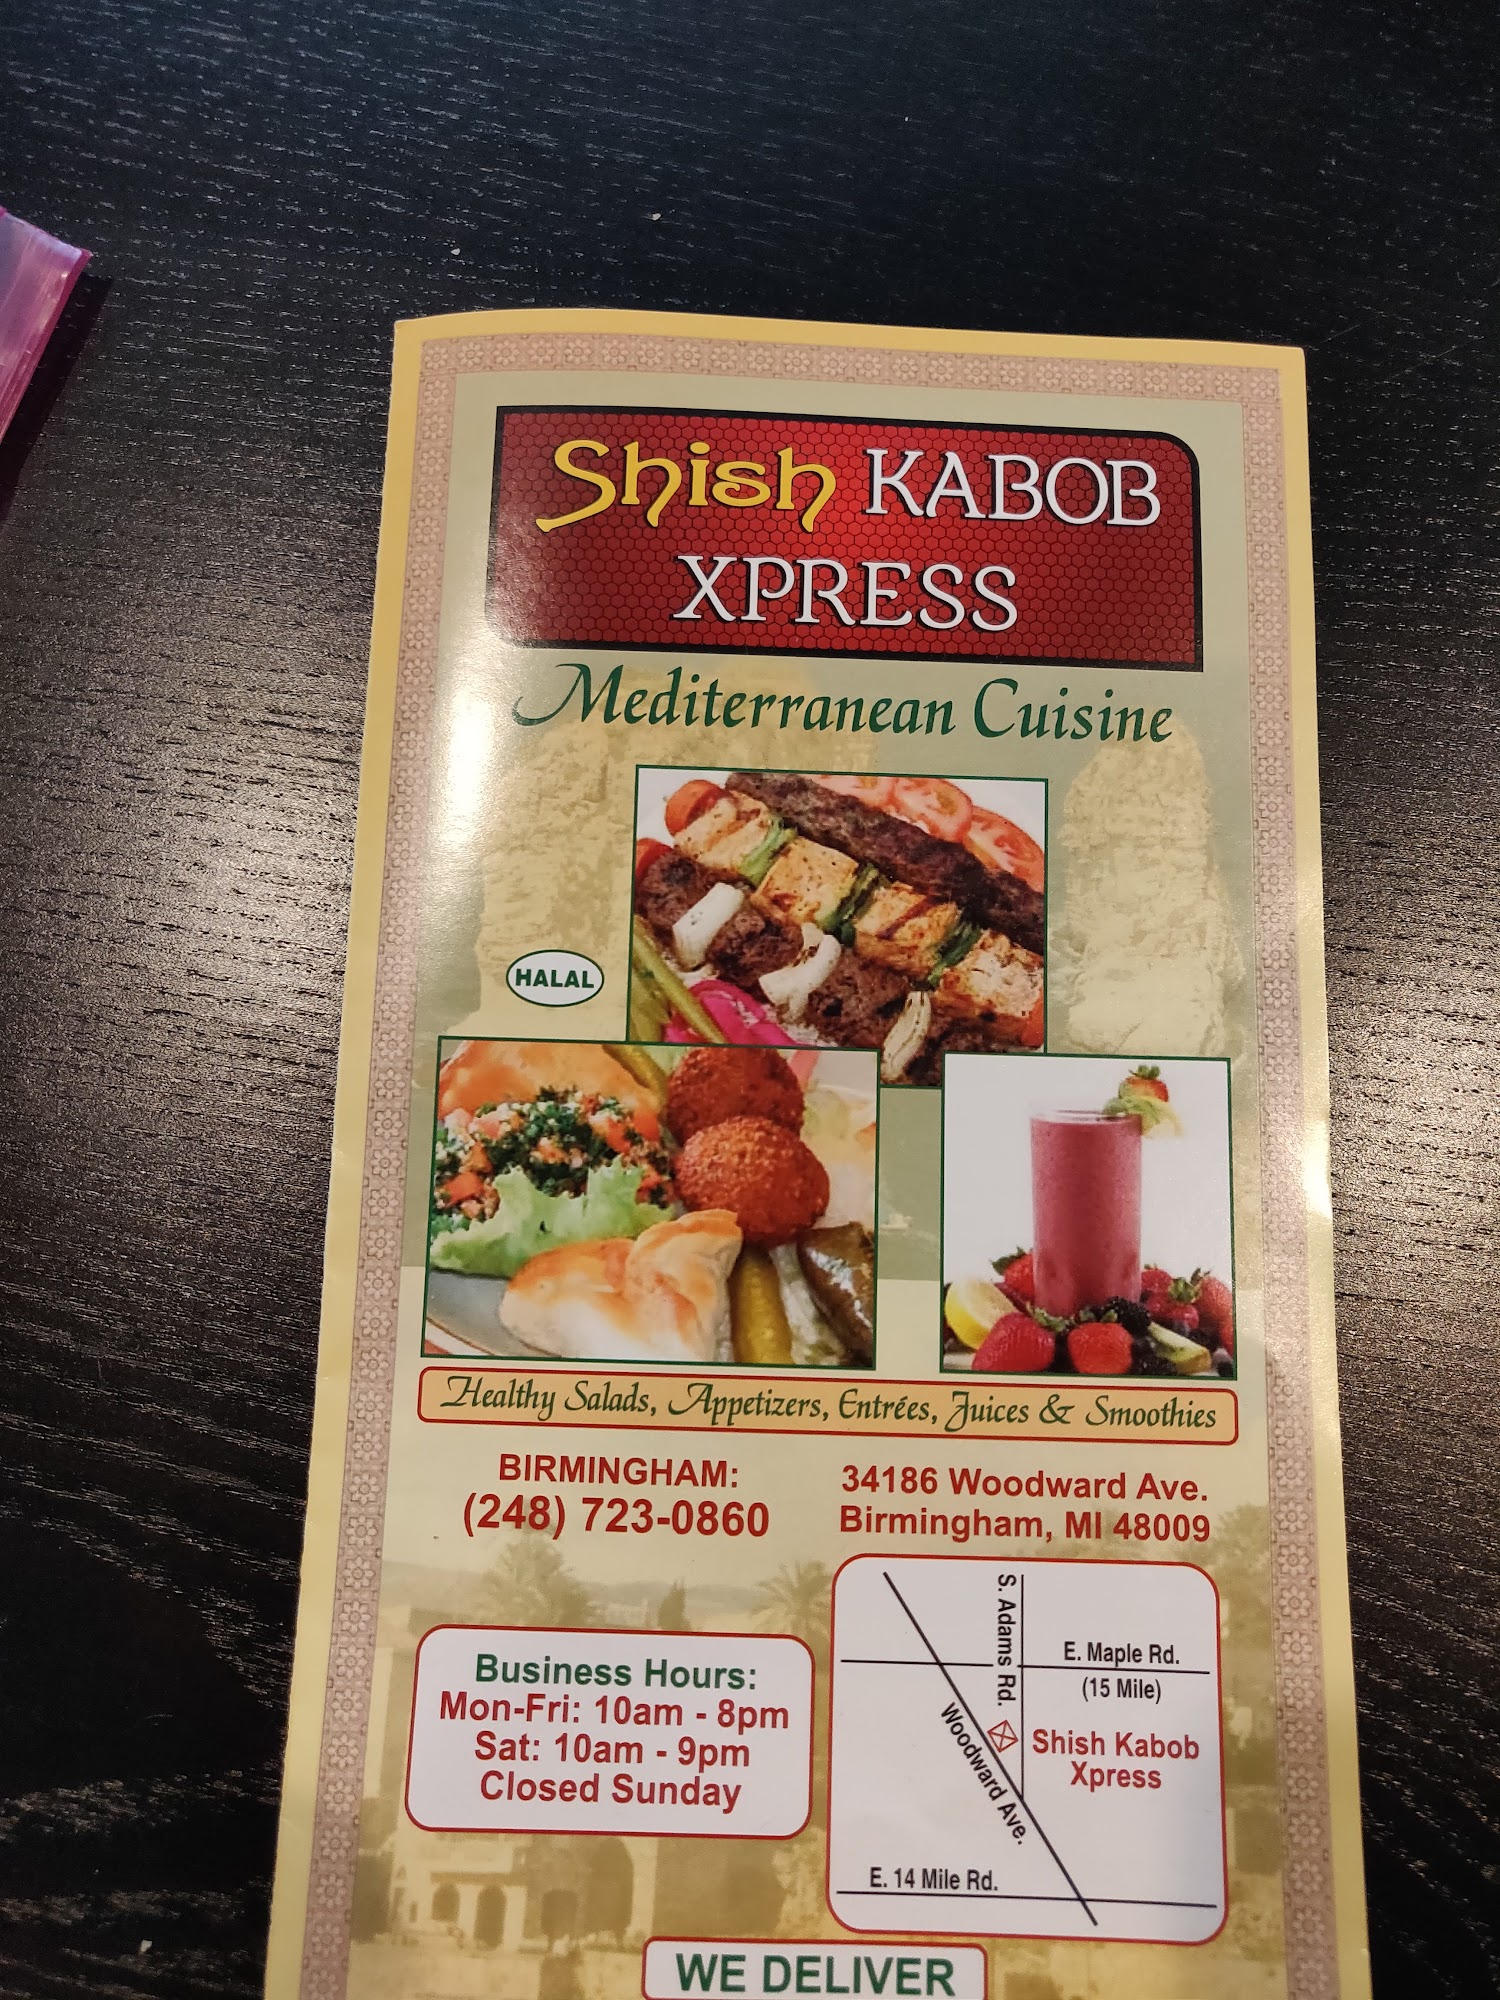 Shish KABOB
XPRESS
Mediterranean Cuisine
HALAL
Healthy Salads, Appetizers, Entrées, Juices & Smoothies
BIRMINGHAM:
(248) 723-0860
34186 Woodward Ave.
Birmingham, MI 48009
Business Hours:
Mon-Fri: 10am - 8pm
Sat: 10am - 9pm
Closed Sunday
S. Adams Rd.
E. Maple Rd.
(15 Mile)
Woodward Ave.
Shish Kabob
Xpress
E. 14 Mile Rd.
WE DELIVER